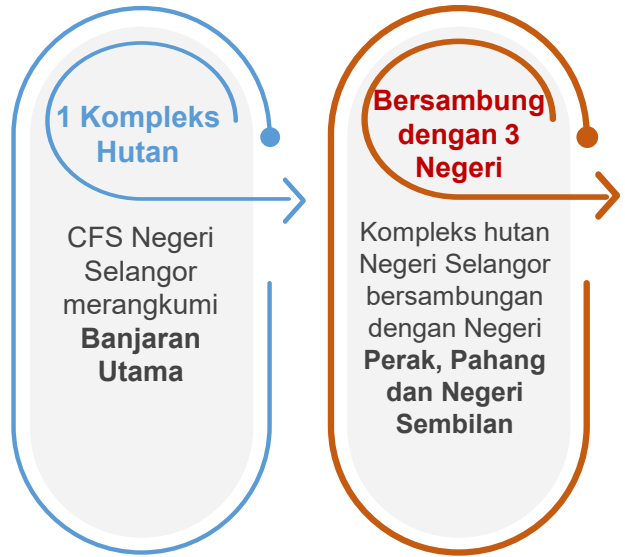 1 Kompleks
Hutan
CFS Negeri
Selangor
merangkumi
Banjaran
Utama
Bersambung
dengan 3
Negeri
Kompleks hutan
Negeri Selangor
bersambungan
dengan Negeri
Perak, Pahang
dan Negeri
Sembilan